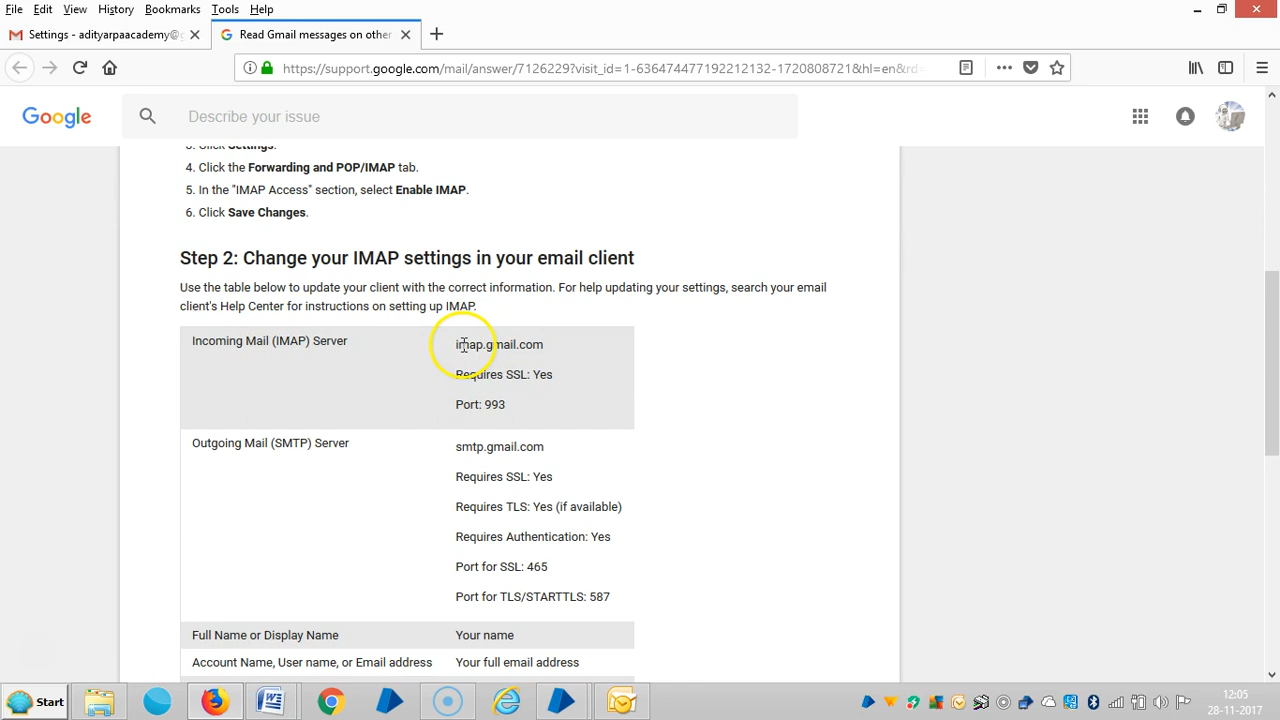 File Edit View History Bookmarks Tools Help
Settings - adityarpaacademy@g
Read Gmail messages on other
https://support.google.com/mail/answer/7126229?visit_id=1-636474477192212132-1720808721&hl=en&rd=
Google
Describe your issue
3. Click Settings.
4. Click the Forwarding and POP/IMAP tab.
5. In the "IMAP Access" section, select Enable IMAP.
6. Click Save Changes.
Step 2: Change your IMAP settings in your email client
Use the table below to update your client with the correct information. For help updating your settings, search your email
client's Help Center for instructions on setting up IMAP.
Incoming Mail (IMAP) Server
imap.gmail.com
Requires SSL: Yes
Port: 993
Outgoing Mail (SMTP) Server
smtp.gmail.com
Requires SSL: Yes
Requires TLS: Yes (if available)
Requires Authentication: Yes
Port for SSL: 465
Port for TLS/STARTTLS: 587
Full Name or Display Name
Your name
Account Name, User name, or Email address
Your full email address
Start
12:05
28-11-2017